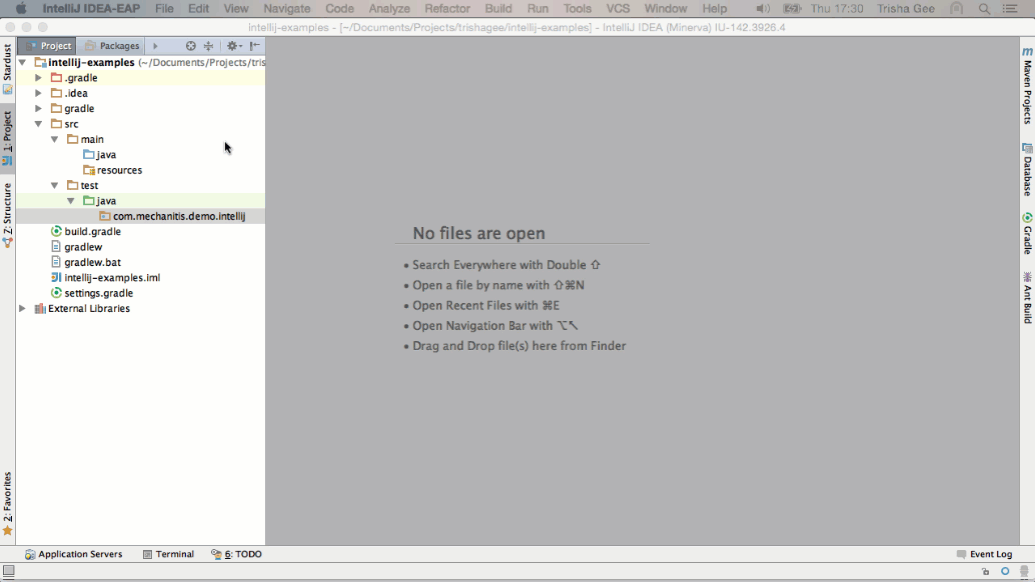 IntelliJ IDEA-EAP File Edit View Navigate Code Analyze Refactor Build Run Tools VCS Window Help Thu 17:30 Trisha Gee
intellij-examples - [~/Documents/Projects/trishagee/intellij-examples] - IntelliJ IDEA (Minerva) IU-142.3926.4
Project Packages
intellij-examples (~/Documents/Projects/tris
.gradle
.idea
gradle
src
main
java
resources
test
java
com.mechanitis.demo.intellij
build.gradle
gradlew
gradlew.bat
intellij-examples.iml
settings.gradle
External Libraries
Stardust
1: Project
Z: Structure
2: Favorites
No files are open
• Search Everywhere with Double ⇧
• Open a file by name with ⇧⌘N
• Open Recent Files with ⌘E
• Open Navigation Bar with ⌥↖
• Drag and Drop file(s) here from Finder
m
Maven Projects
Database
Gradle
Ant Build
Application Servers Terminal 6: TODO Event Log